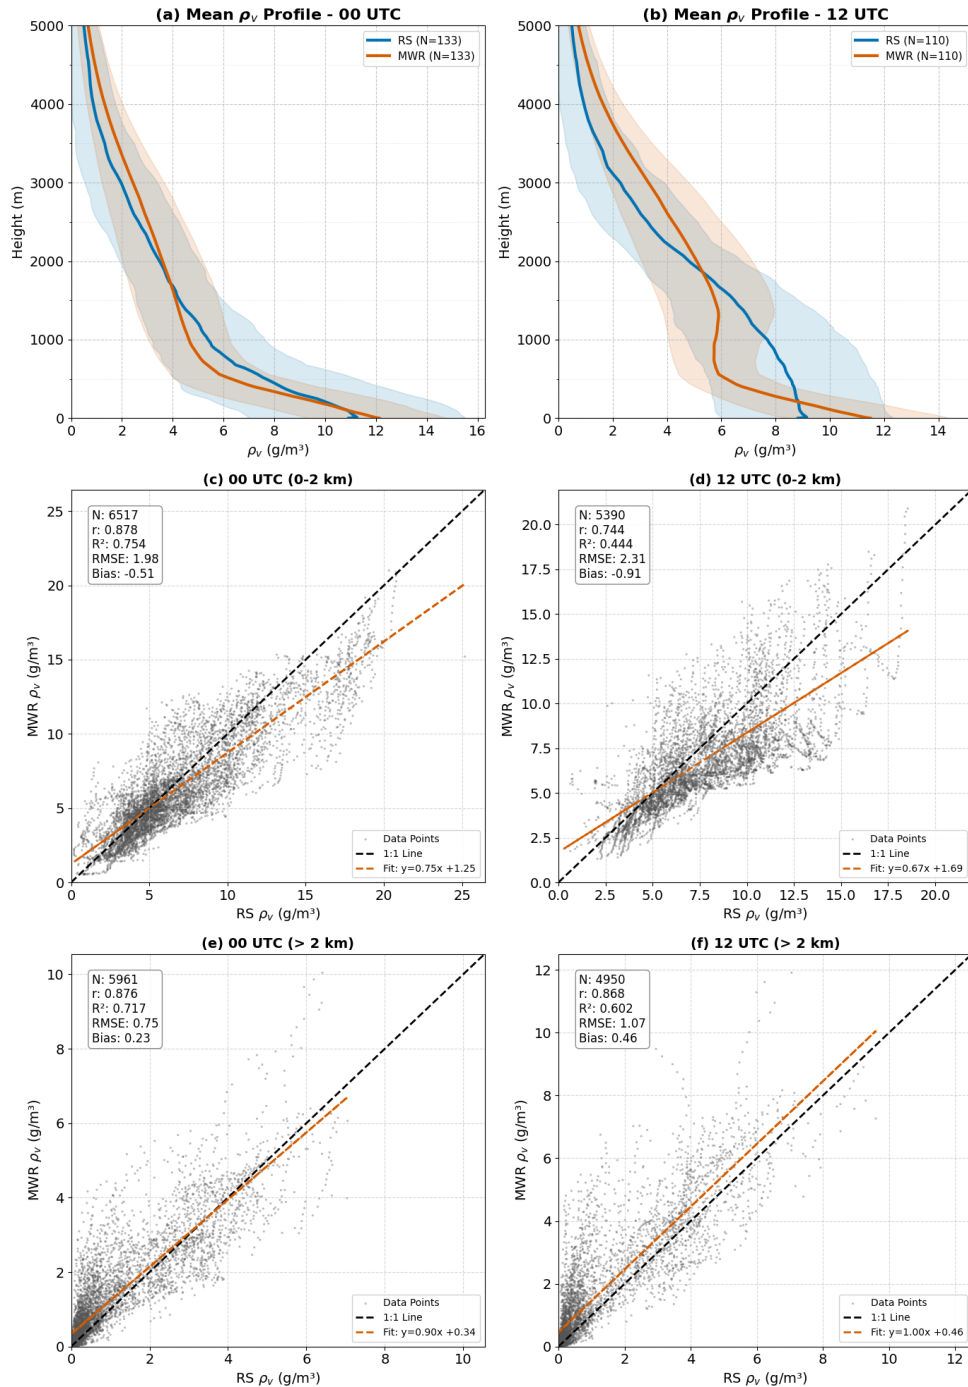 (a) Mean ρv Profile - 00 UTC
5000
4000
3000
2000
1000
0
Height (m)
RS (N=133)
MWR (N=133)
0 2 4 6 8 10 12 14 16
ρv (g/m³)
(b) Mean ρv Profile - 12 UTC
5000
4000
3000
2000
1000
0
Height (m)
RS (N=110)
MWR (N=110)
0 2 4 6 8 10 12 14
ρv (g/m³)
(c) 00 UTC (0-2 km)
N: 6517
r: 0.878
R²: 0.754
RMSE: 1.98
Bias: -0.51
25
20
15
10
5
0
MWR ρv (g/m³)
Data Points
1:1 Line
Fit: y=0.75x +1.25
0 5 10 15 20 25
RS ρv (g/m³)
(d) 12 UTC (0-2 km)
N: 5390
r: 0.744
R²: 0.444
RMSE: 2.31
Bias: -0.91
20.0
17.5
15.0
12.5
10.0
7.5
5.0
2.5
0.0
MWR ρv (g/m³)
Data Points
1:1 Line
Fit: y=0.67x +1.69
0.0 2.5 5.0 7.5 10.0 12.5 15.0 17.5 20.0
RS ρv (g/m³)
(e) 00 UTC (> 2 km)
N: 5961
r: 0.876
R²: 0.717
RMSE: 0.75
Bias: 0.23
10
8
6
4
2
0
MWR ρv (g/m³)
Data Points
1:1 Line
Fit: y=0.90x +0.34
0 2 4 6 8 10
RS ρv (g/m³)
(f) 12 UTC (> 2 km)
N: 4950
r: 0.868
R²: 0.602
RMSE: 1.07
Bias: 0.46
12
10
8
6
4
2
0
MWR ρv (g/m³)
Data Points
1:1 Line
Fit: y=1.00x +0.46
0 2 4 6 8 10 12
RS ρv (g/m³)